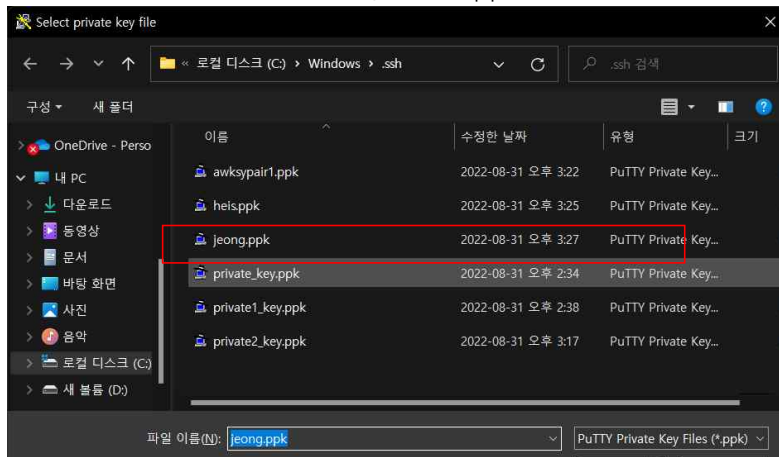 Select private key file
« 로컬 디스크 (C:) › Windows › .ssh
.ssh 검색
구성
새 폴더
이름
수정한 날짜
유형
크기
OneDrive - Perso
내 PC
다운로드
동영상
문서
바탕 화면
사진
음악
로컬 디스크 (C:)
새 볼륨 (D:)
awksypair1.ppk 2022-08-31 오후 3:22 PuTTY Private Key...
heis.ppk 2022-08-31 오후 3:25 PuTTY Private Key...
jeong.ppk 2022-08-31 오후 3:27 PuTTY Private Key...
private_key.ppk 2022-08-31 오후 2:34 PuTTY Private Key...
private1_key.ppk 2022-08-31 오후 2:38 PuTTY Private Key...
private2_key.ppk 2022-08-31 오후 3:17 PuTTY Private Key...
파일 이름(N): jeong.ppk
PuTTY Private Key Files (*.ppk)